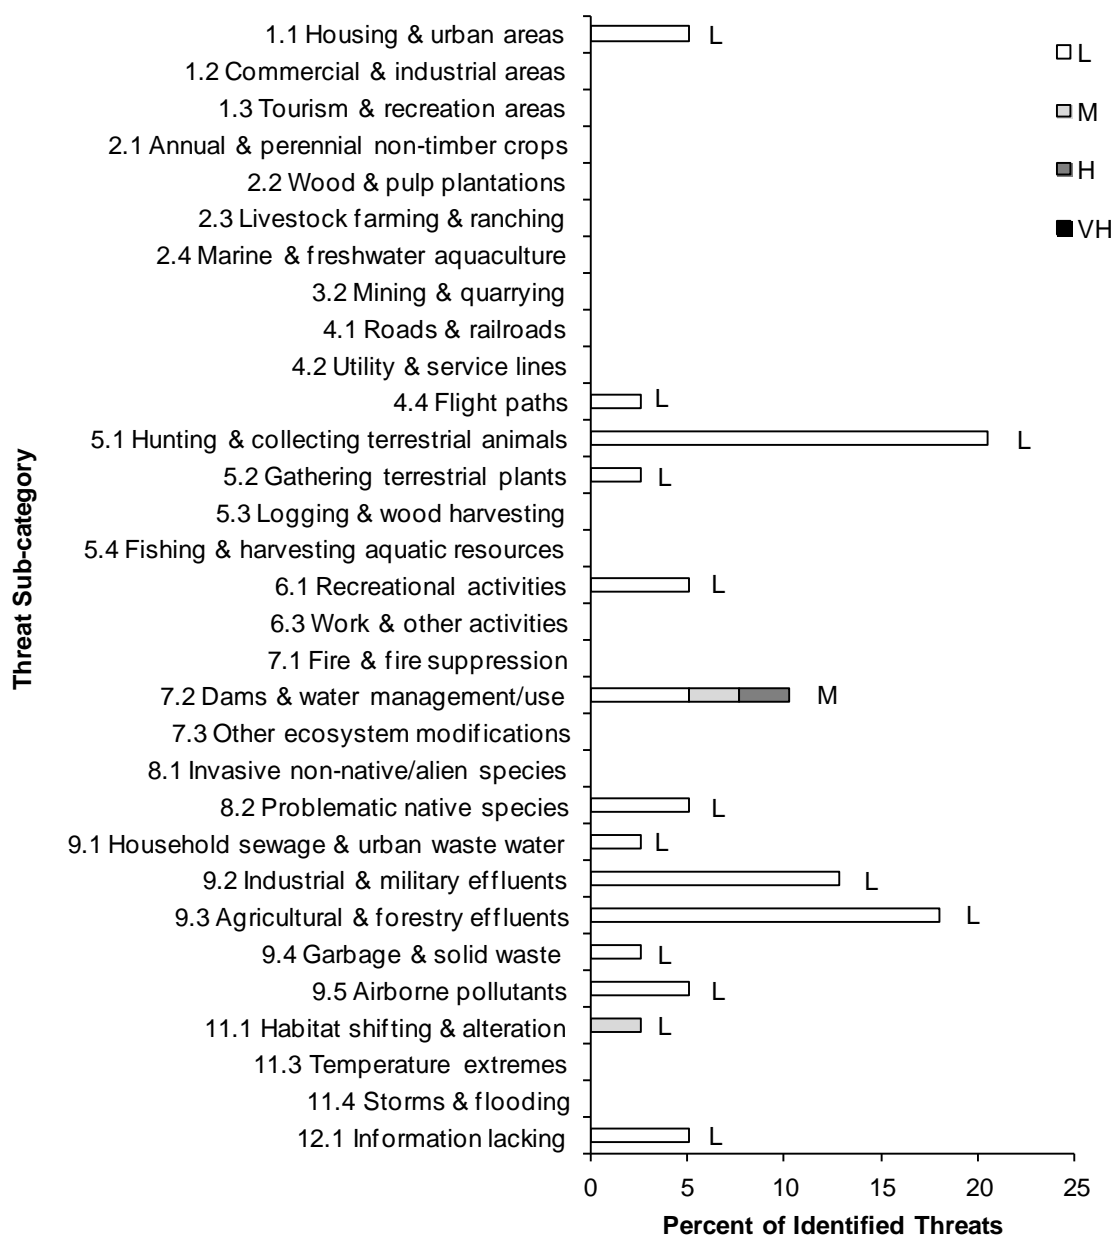 1.1 Housing & urban areas L
1.2 Commercial & industrial areas
1.3 Tourism & recreation areas
2.1 Annual & perennial non-timber crops
2.2 Wood & pulp plantations
2.3 Livestock farming & ranching
2.4 Marine & freshwater aquaculture
3.2 Mining & quarrying
4.1 Roads & railroads
4.2 Utility & service lines
4.4 Flight paths L
5.1 Hunting & collecting terrestrial animals L
5.2 Gathering terrestrial plants L
5.3 Logging & wood harvesting
5.4 Fishing & harvesting aquatic resources
6.1 Recreational activities L
6.3 Work & other activities
7.1 Fire & fire suppression
7.2 Dams & water management/use M
7.3 Other ecosystem modifications
8.1 Invasive non-native/alien species
8.2 Problematic native species L
9.1 Household sewage & urban waste water L
9.2 Industrial & military effluents L
9.3 Agricultural & forestry effluents L
9.4 Garbage & solid waste L
9.5 Airborne pollutants L
11.1 Habitat shifting & alteration L
11.3 Temperature extremes
11.4 Storms & flooding
12.1 Information lacking L
0 5 10 15 20 25
Percent of Identified Threats
Threat Sub-category
L
M
H
VH